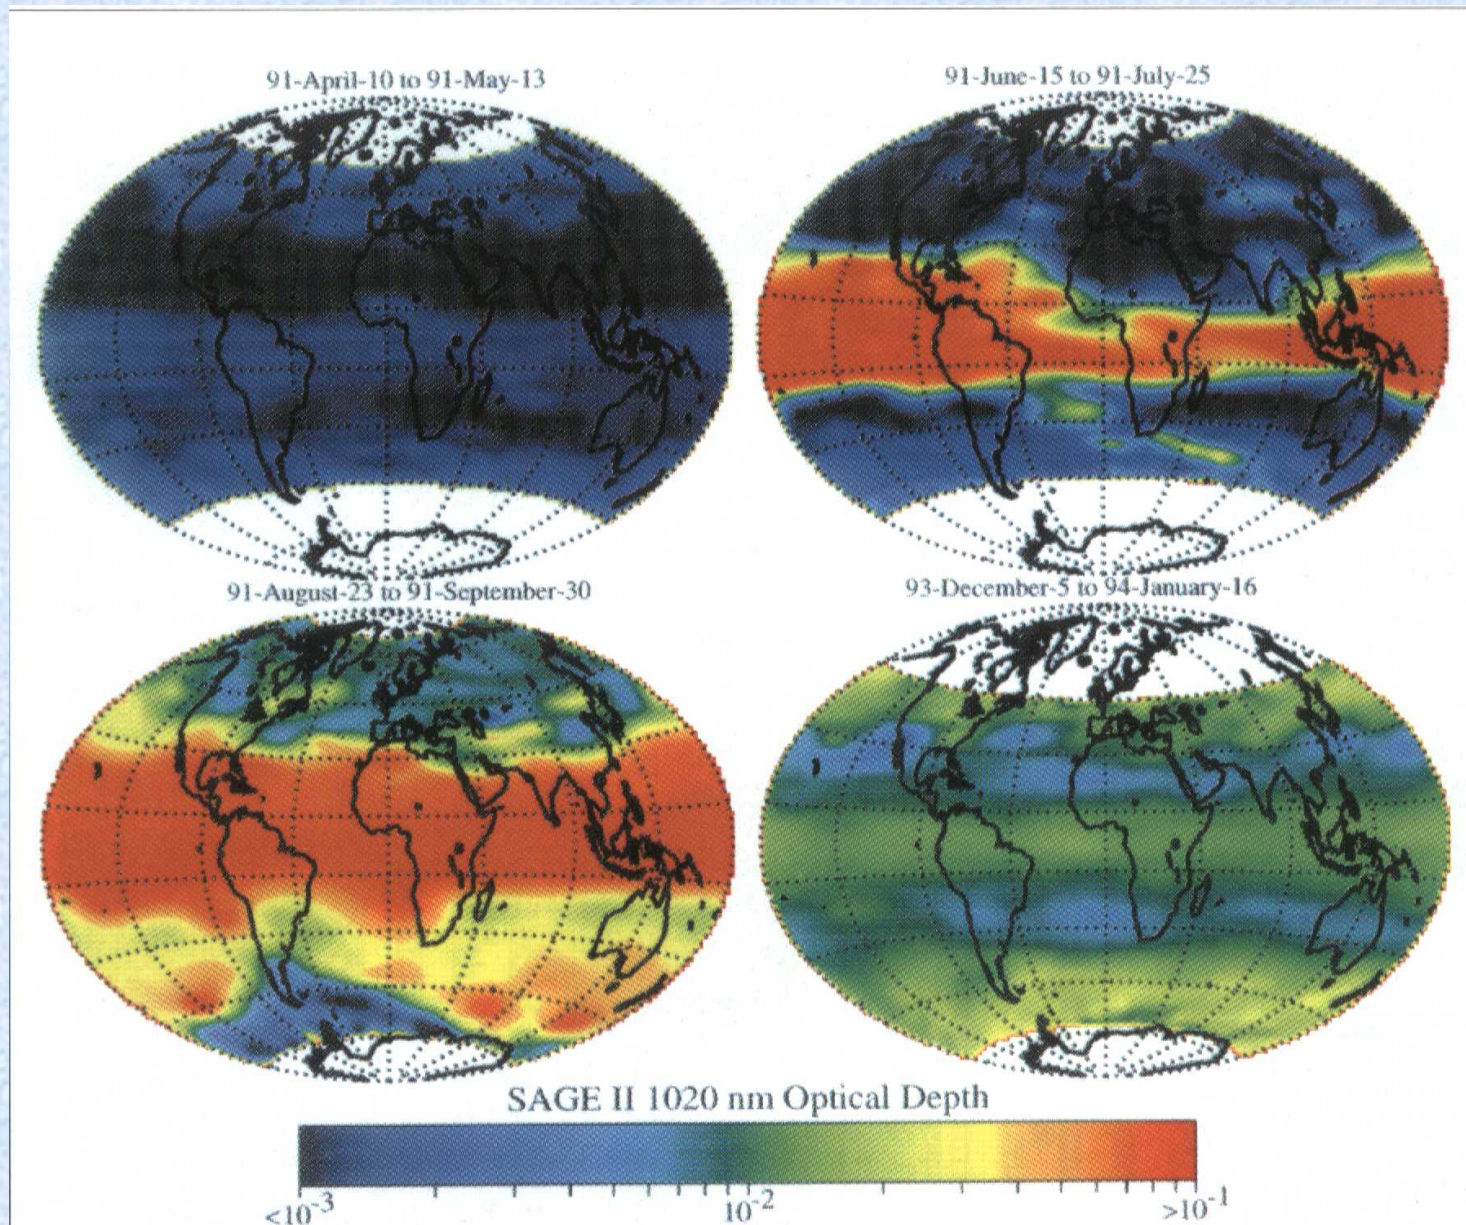 91-April-10 to 91-May-13
91-June-15 to 91-July-25
91-August-23 to 91-September-30
93-December-5 to 94-January-16
SAGE II 1020 nm Optical Depth
<10⁻³ 10⁻² >10⁻¹